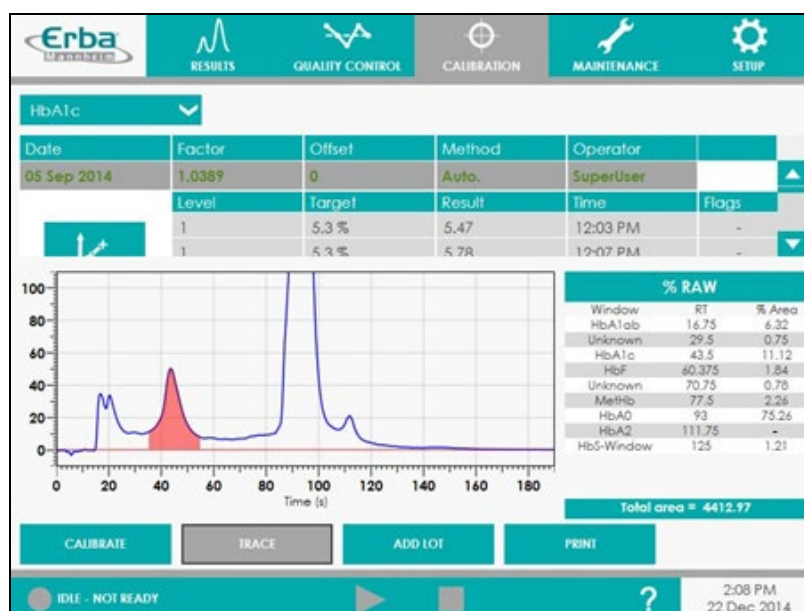 Erba
Mannheim
RESULTS QUALITY CONTROL CALIBRATION MAINTENANCE SETUP
HbA1c
Date Factor Offset Method Operator
05 Sep 2014 1.0389 0 Auto. SuperUser
Level Target Result Time Flags
1 5.3 % 5.47 12:03 PM -
1 5.3 % 5.78 12:07 PM -
% RAW
Window RT % Area
HbA1ab 16.75 6.32
Unknown 29.5 0.75
HbA1c 43.5 11.12
HbF 60.375 1.84
Unknown 70.75 0.78
MetHb 77.5 2.26
HbA0 93 75.26
HbA2 111.75 -
HbS-Window 125 1.21
Total area = 4412.97
100
80
60
40
20
0
0 20 40 60 80 100 120 140 160 180
Time (s)
CALIBRATE TRACE ADD LOT PRINT
IDLE - NOT READY ? 2:08 PM
22 Dec 2014